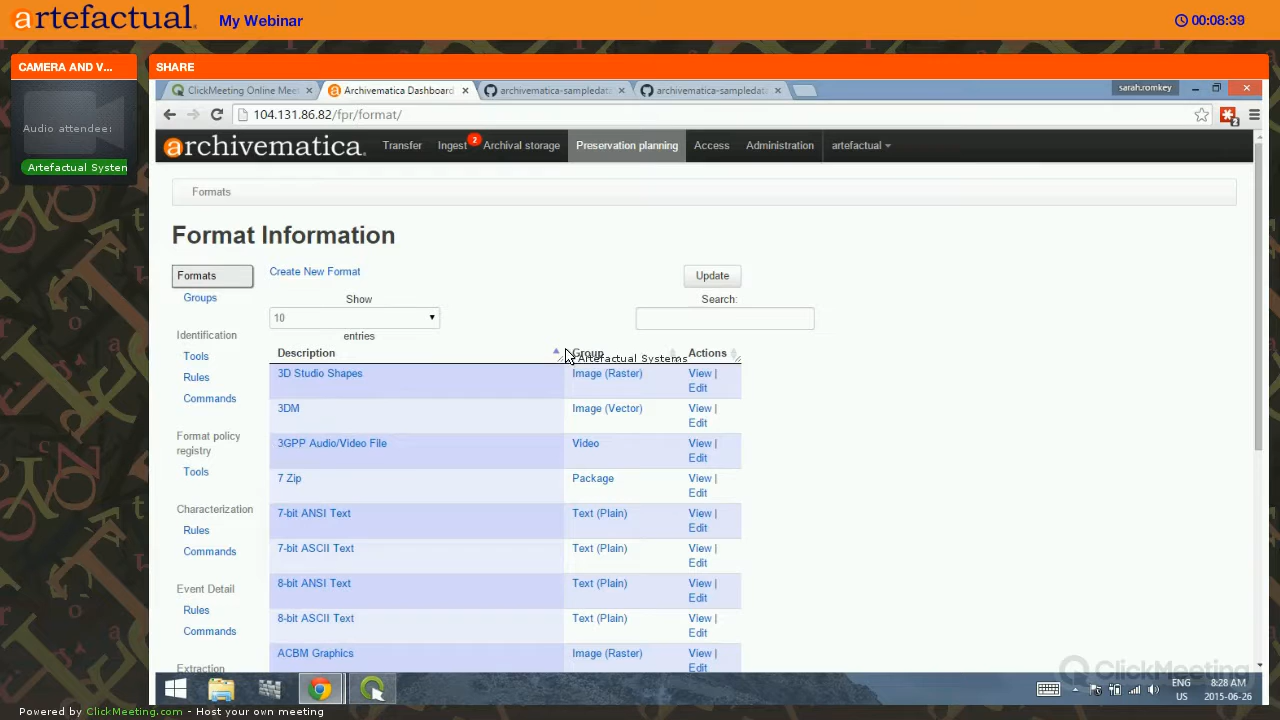 artefactual. My Webinar 00:08:39
CAMERA AND V...
SHARE
Audio attendee:
Artefactual System
ClickMeeting Online Meet
Archivematica Dashboard
archivematica-sampledat
archivematica-sampledat
sarah.romkey
104.131.86.82/fpr/format/
2
archivematica. Transfer Ingest 2 Archival storage Preservation planning Access Administration artefactual
Formats
Format Information
Formats
Groups
Identification
Tools
Rules
Commands
Format policy
registry
Tools
Characterization
Rules
Commands
Event Detail
Rules
Commands
Extraction
Create New Format
Update
Show
10
entries
Search:
Description Group Actions
Artefactual Systems
3D Studio Shapes Image (Raster) View |
Edit
3DM Image (Vector) View |
Edit
3GPP Audio/Video File Video View |
Edit
7 Zip Package View |
Edit
7-bit ANSI Text Text (Plain) View |
Edit
7-bit ASCII Text Text (Plain) View |
Edit
8-bit ANSI Text Text (Plain) View |
Edit
8-bit ASCII Text Text (Plain) View |
Edit
ACBM Graphics Image (Raster) View |
Edit
ClickMeeting
ENG
US
8:28 AM
2015-06-26
Powered by ClickMeeting.com - Host your own meeting